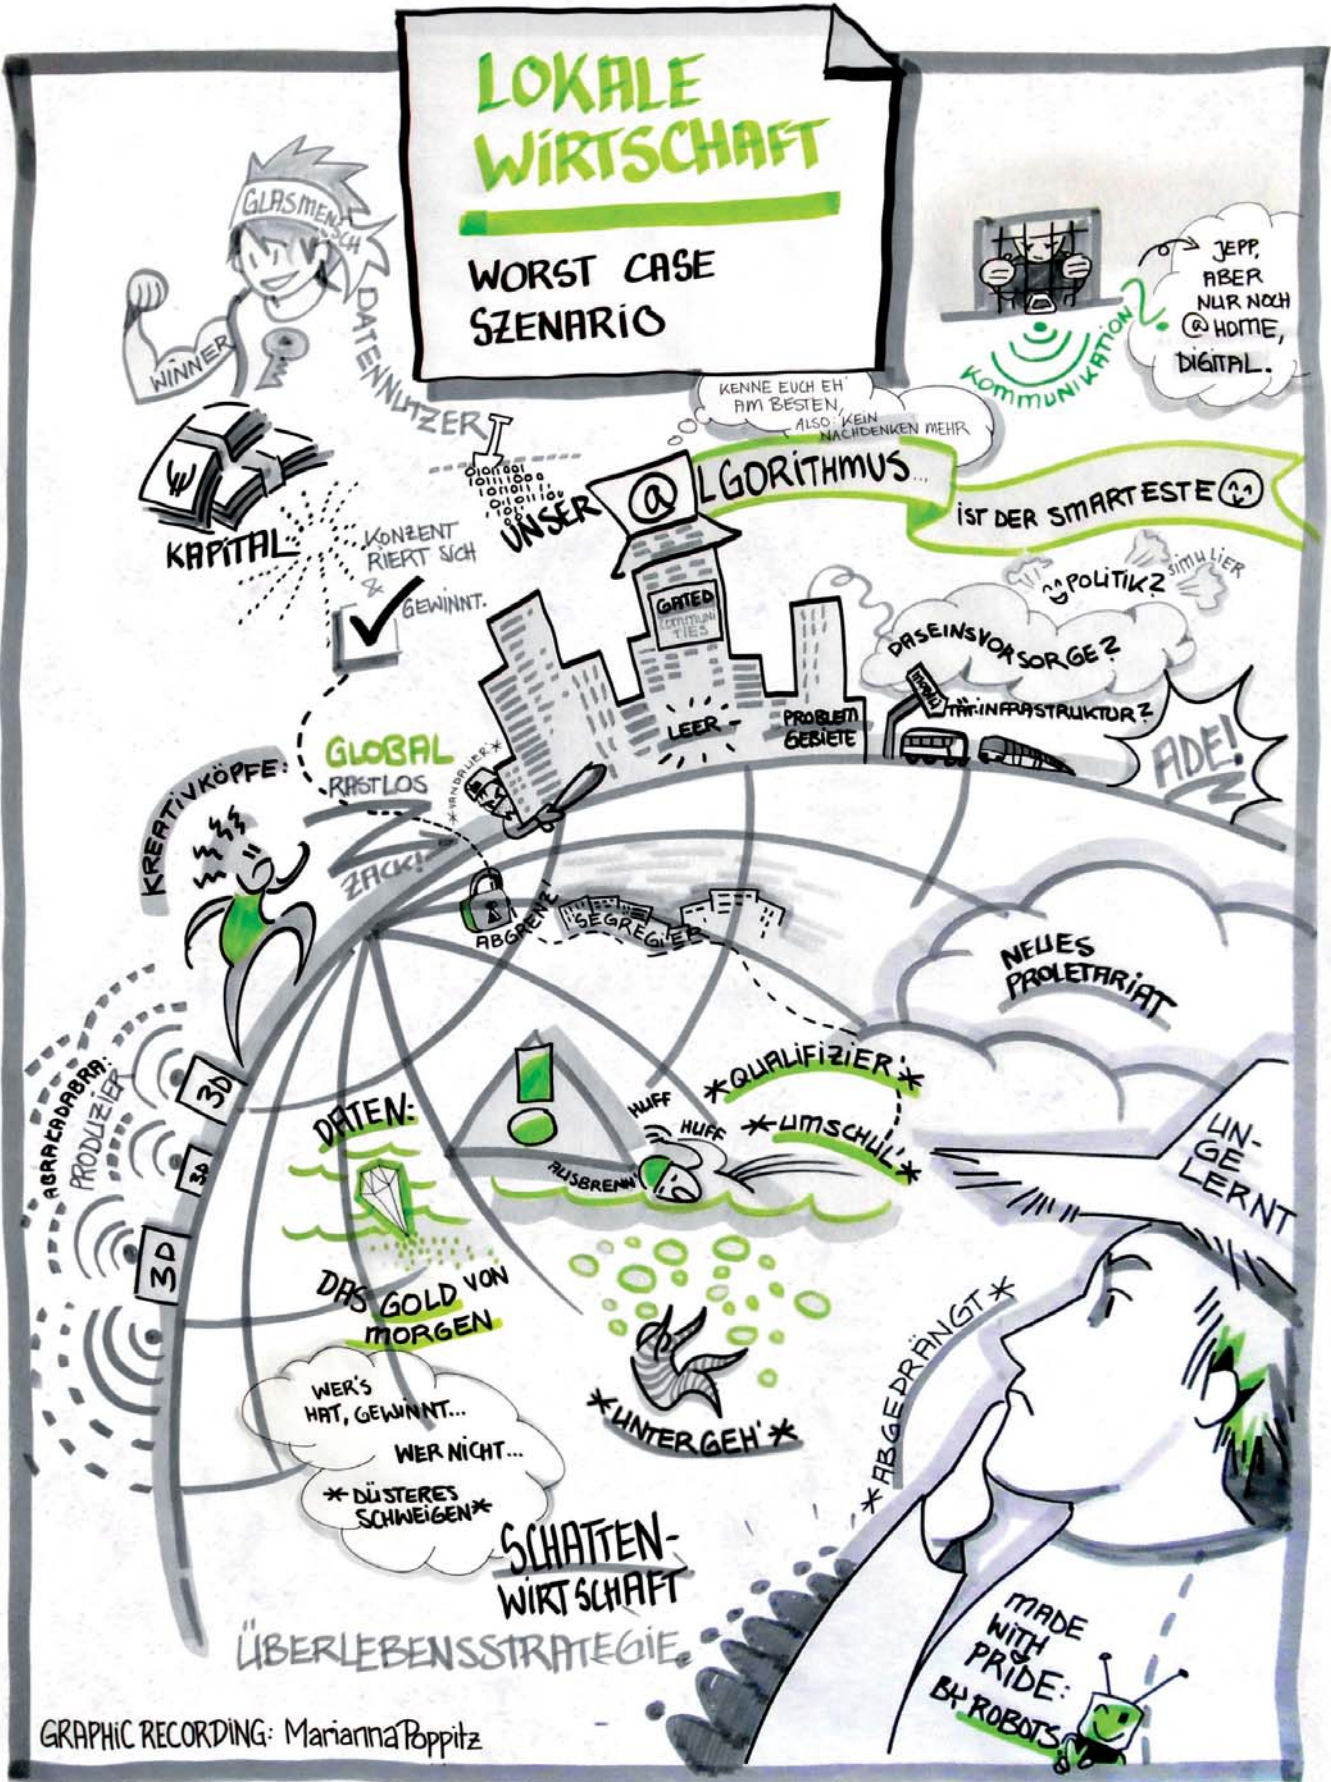 LOKALE
WIRTSCHAFT
WORST CASE
SZENARIO
GLASMENSCH
WINNER
DATENNUTZER
KOMMUNIKATION?
JEPP,
ABER
NUR NOCH
@ HOME,
DIGITAL.
KENNE EUCH EH'
AM BESTEN,
ALSO: KEIN
NACHDENKEN MEHR
KAPITAL
KONZENT
RIERT SICH
&
GEWINNT.
UNSER
@LGORITHMUS...
IST DER SMARTESTE
GATED
COMMUNI
TIES
POLITIK?
SIMULIER
DASEINSVORSORGE?
MOBILI
TÄT:INFRASTRUKTUR?
ADE!
LEER
PROBLEM
GEBIETE
GLOBAL
RASTLOS
ZACK!
KREATIVKÖPFE:
ABGRENZ'
SEGREGIER
NEUES
PROLETARIAT
ABRAKADABRA:
PRODUZIER
3D
3D
3D
DATEN:
DAS GOLD VON
MORGEN
HUFF
HUFF
AUSBRENN'
*QUALIFIZIER'*
*UMSCHUL'*
UN-
GE-
LERNT
WER'S
HAT, GEWINNT...
WER NICHT...
*DÜSTERES
SCHWEIGEN*
*UNTERGEH'*
*ABGEDRÄNGT*
SCHATTEN-
WIRTSCHAFT
ÜBERLEBENSSTRATEGIE.
MADE
WITH
PRIDE:
BY ROBOTS
GRAPHIC RECORDING: Marianna Poppitz